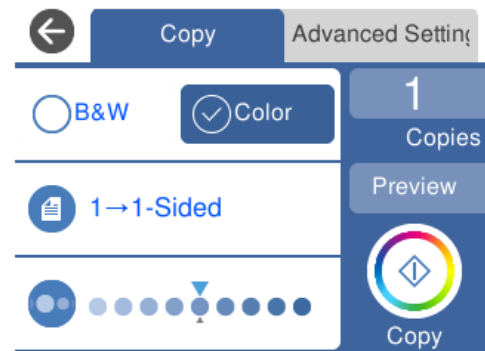 Copy
Advanced Setting
B&W
Color
1
Copies
1→1-Sided
Preview
Copy